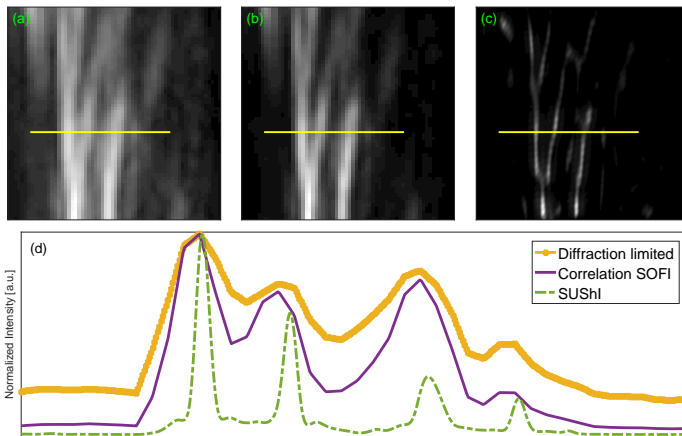 (a)
(b)
(c)
(d)
Normalized Intensity [a.u.]
Diffraction limited
Correlation SOFI
SUShI